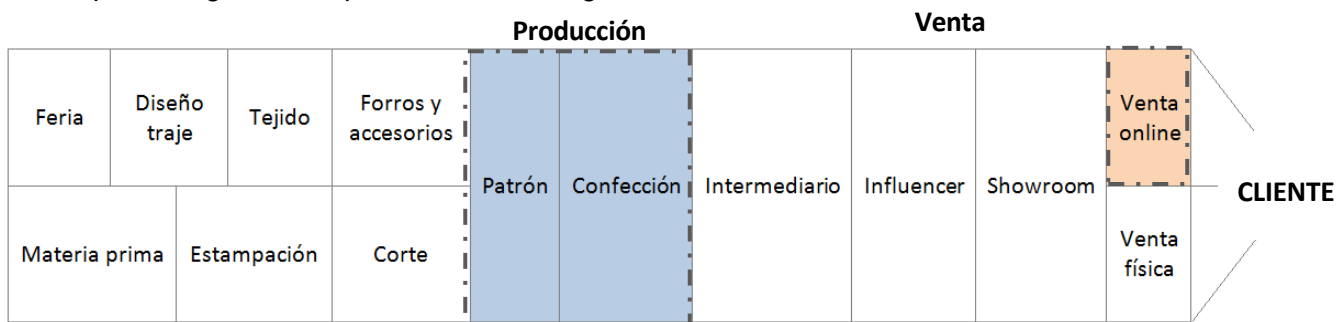 Producción
Venta
Feria
Diseño
traje
Tejido
Forros y
accesorios
Materia prima
Estampación
Corte
Patrón
Confección
Intermediario
Influencer
Showroom
Venta
online
Venta
física
CLIENTE